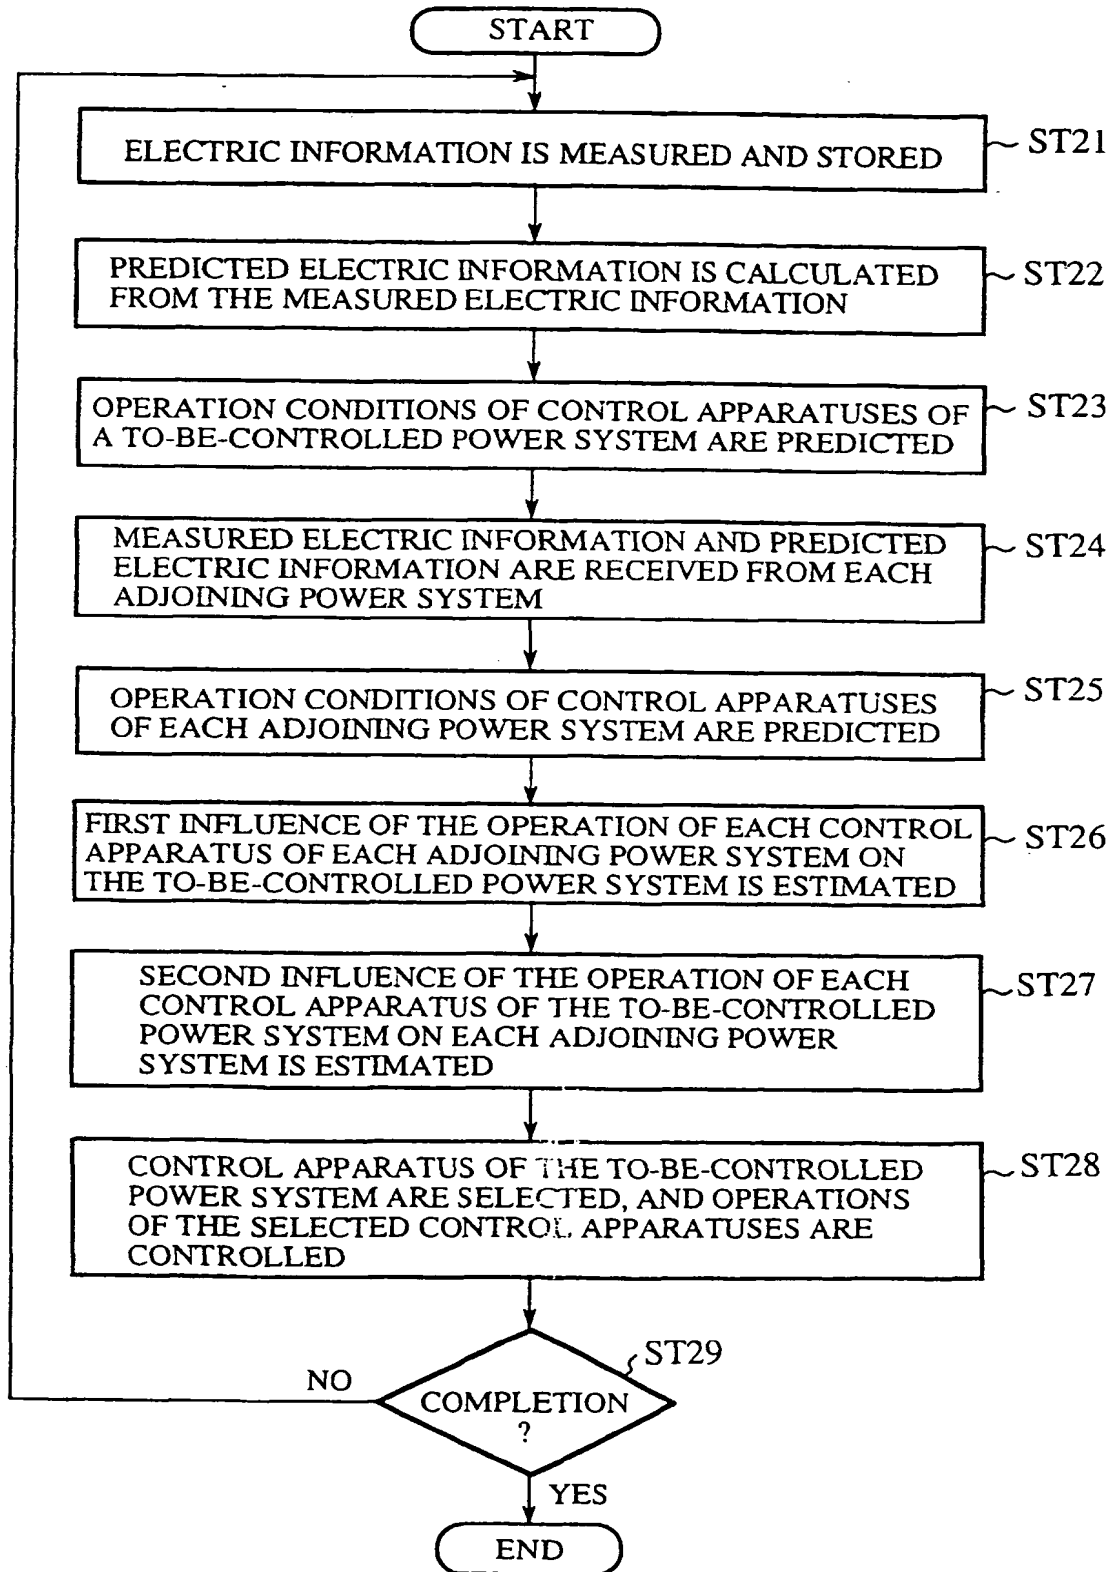 START
ELECTRIC INFORMATION IS MEASURED AND STORED
ST21
PREDICTED ELECTRIC INFORMATION IS CALCULATED
FROM THE MEASURED ELECTRIC INFORMATION
ST22
OPERATION CONDITIONS OF CONTROL APPARATUSES OF
A TO-BE-CONTROLLED POWER SYSTEM ARE PREDICTED
ST23
MEASURED ELECTRIC INFORMATION AND PREDICTED
ELECTRIC INFORMATION ARE RECEIVED FROM EACH
ADJOINING POWER SYSTEM
ST24
OPERATION CONDITIONS OF CONTROL APPARATUSES
OF EACH ADJOINING POWER SYSTEM ARE PREDICTED
ST25
FIRST INFLUENCE OF THE OPERATION OF EACH CONTROL
APPARATUS OF EACH ADJOINING POWER SYSTEM ON
THE TO-BE-CONTROLLED POWER SYSTEM IS ESTIMATED
ST26
SECOND INFLUENCE OF THE OPERATION OF EACH
CONTROL APPARATUS OF THE TO-BE-CONTROLLED
POWER SYSTEM ON EACH ADJOINING POWER
SYSTEM IS ESTIMATED
ST27
CONTROL APPARATUS OF THE TO-BE-CONTROLLED
POWER SYSTEM ARE SELECTED, AND OPERATIONS
OF THE SELECTED CONTROL APPARATUSES ARE
CONTROLLED
ST28
ST29
NO
COMPLETION
?
YES
END